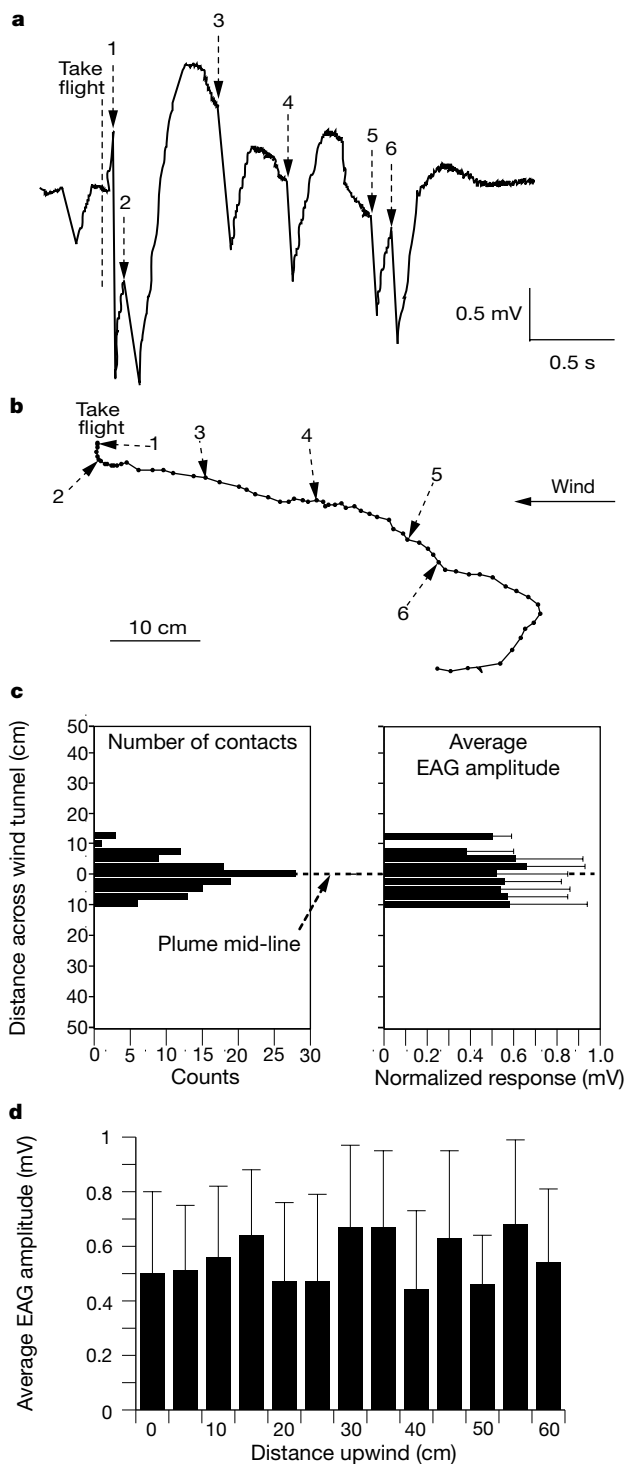 a
3
1
Take
flight
4
5
6
2
0.5 mV
0.5 s
b
Take
flight
1
3
4
5
2
Wind
6
10 cm
c
Distance across wind tunnel (cm)
50
40
30
20
10
0
10
20
30
40
50
Number of contacts
Average
EAG amplitude
Plume mid-line
0 5 10 15 20 25 30
Counts
0 0.2 0.4 0.6 0.8 1.0
Normalized response (mV)
d
Average EAG amplitude (mV)
1
0.8
0.6
0.4
0.2
0
0 10 20 30 40 50 60
Distance upwind (cm)